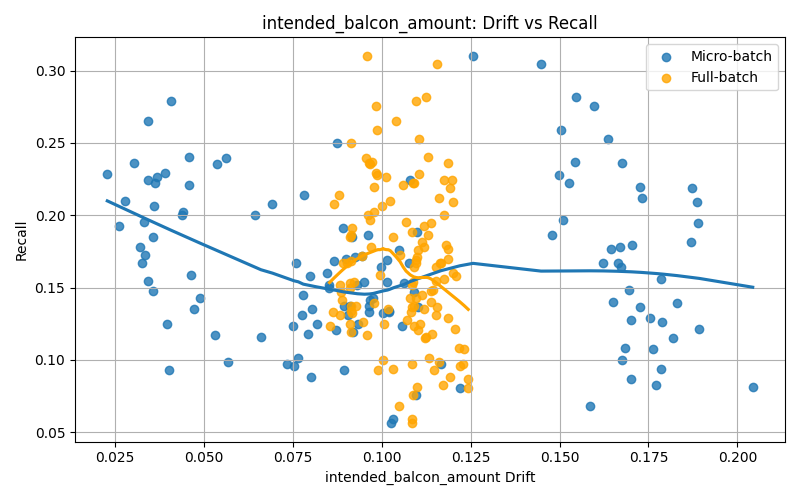 intended_balcon_amount: Drift vs Recall
Micro-batch
Full-batch
Recall
0.30
0.25
0.20
0.15
0.10
0.05
0.025 0.050 0.075 0.100 0.125 0.150 0.175 0.200
intended_balcon_amount Drift